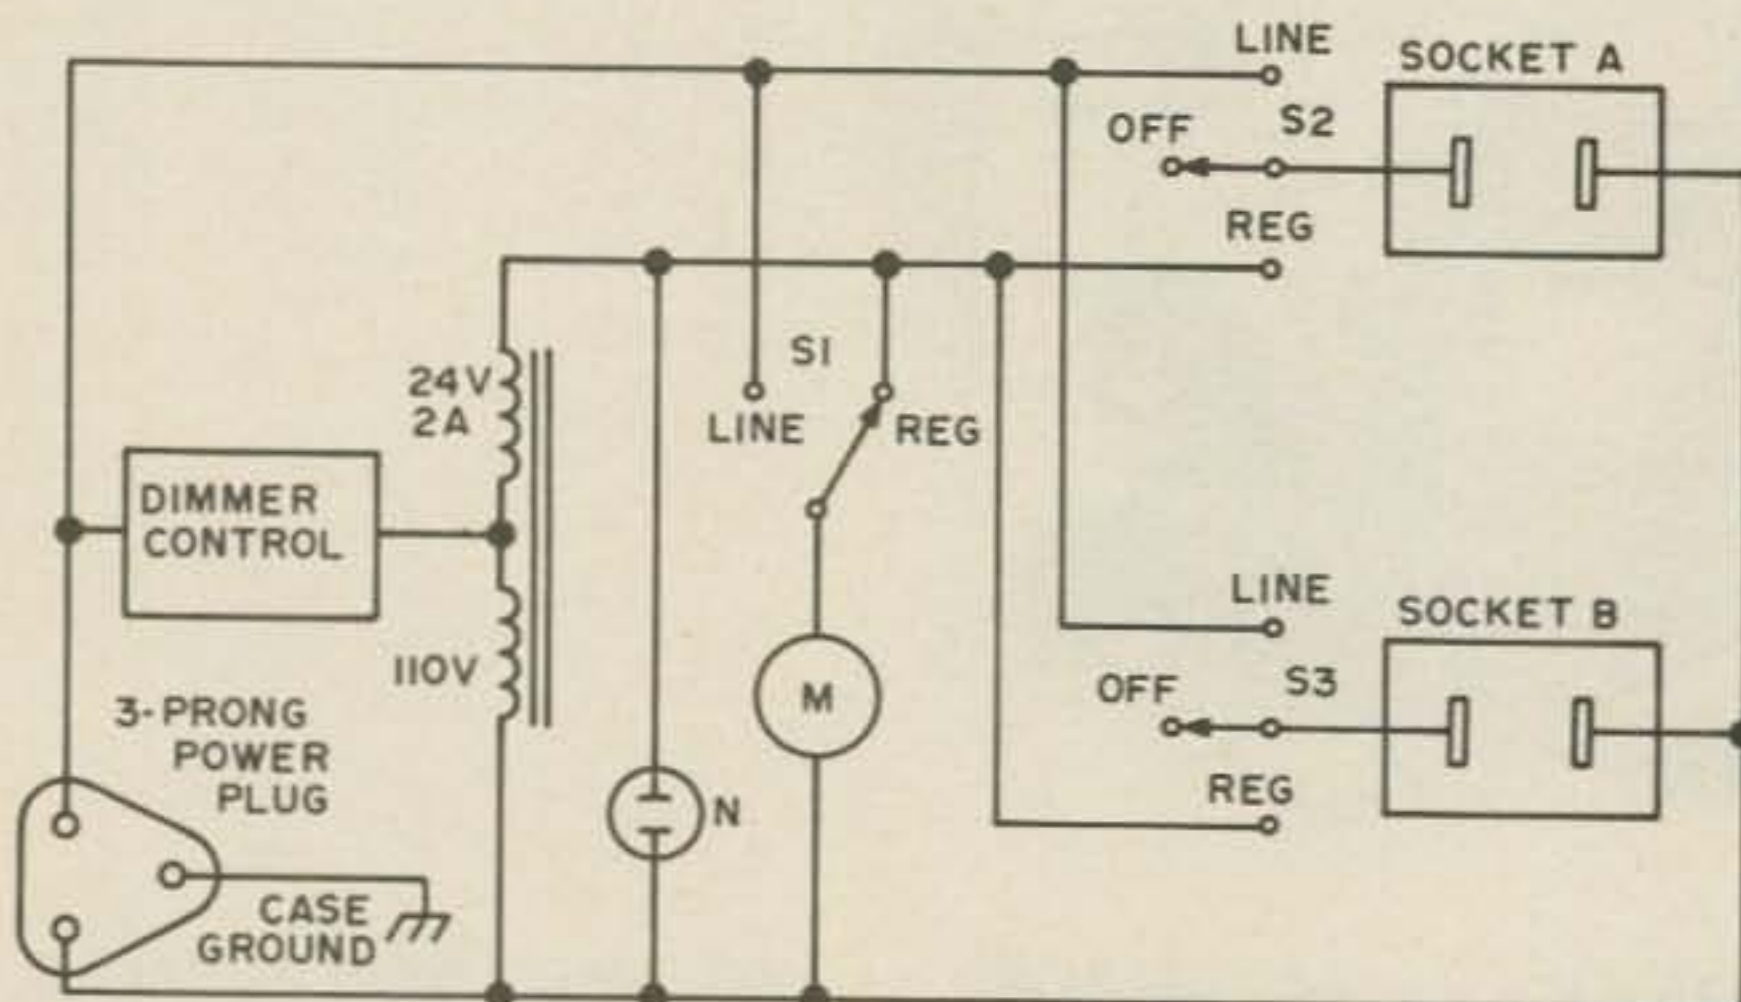 LINE
SOCKET A
OFF
S2
REG
24V
2A
S1
LINE
REG
DIMMER
CONTROL
110V
LINE
SOCKET B
OFF
S3
REG
3-PRONG
POWER
PLUG
M
N
CASE
GROUND